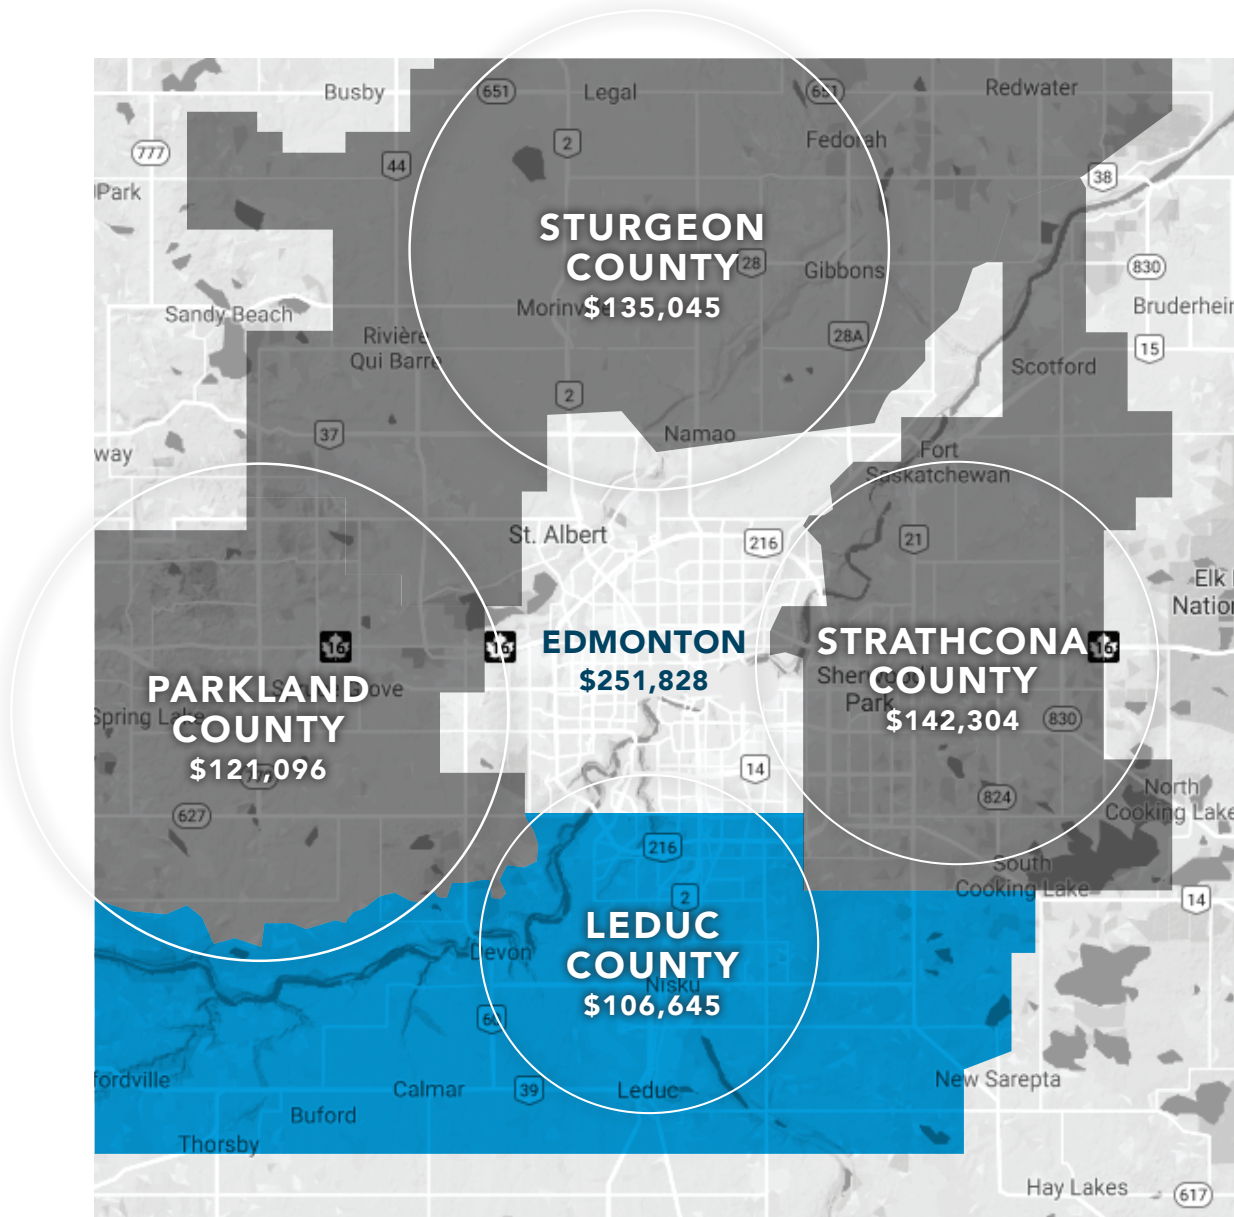 Busby
651
Legal
651
Redwater
2
Fedorah
777
44
38
Park
STURGEON
COUNTY
$135,045
28
Gibbons
830
Sandy Beach
Bruderhei
Rivière
Qui Barre
28A
15
Scotford
2
37
Namao
way
Fort
Saskatchewan
St. Albert
216
21
Elk
Natio
16
16
EDMONTON
$251,828
STRATHCONA
COUNTY
$142,304
16
Park
830
PARKLAND
COUNTY
$121,096
Spring Lake
14
627
824
North
Cooking Lake
216
South
Cooking Lake
2
14
LEDUC
COUNTY
$106,645
Devon
Nisku
fordville
Calmar
39
Leduc
New Sarepta
Buford
Thorsby
Hay Lakes
617